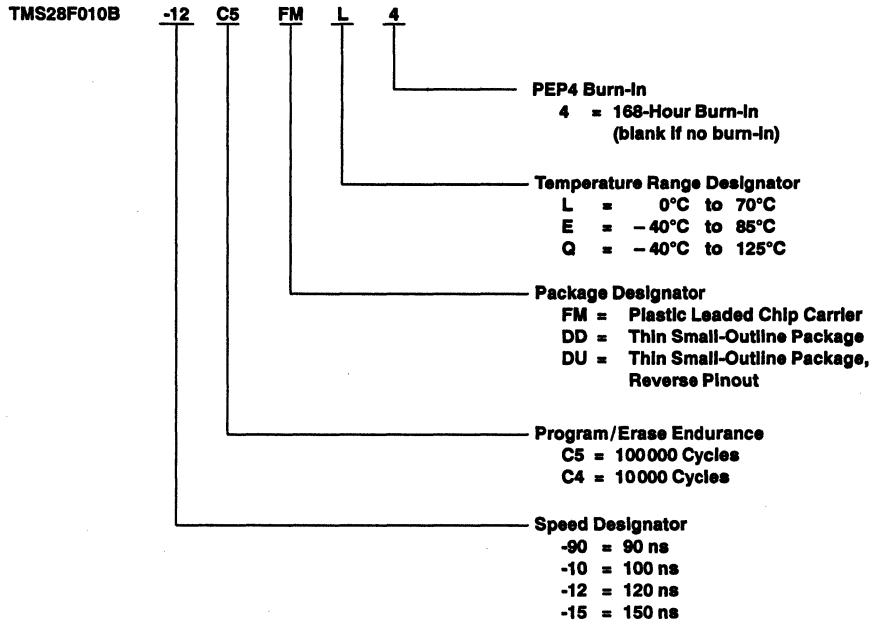 TMS28F010B -12 C5 FM L 4
PEP4 Burn-In
4 = 168-Hour Burn-In
(blank if no burn-in)
Temperature Range Designator
L = 0°C to 70°C
E = – 40°C to 85°C
Q = – 40°C to 125°C
Package Designator
FM = Plastic Leaded Chip Carrier
DD = Thin Small-Outline Package
DU = Thin Small-Outline Package,
Reverse Pinout
Program/Erase Endurance
C5 = 100000 Cycles
C4 = 10000 Cycles
Speed Designator
-90 = 90 ns
-10 = 100 ns
-12 = 120 ns
-15 = 150 ns